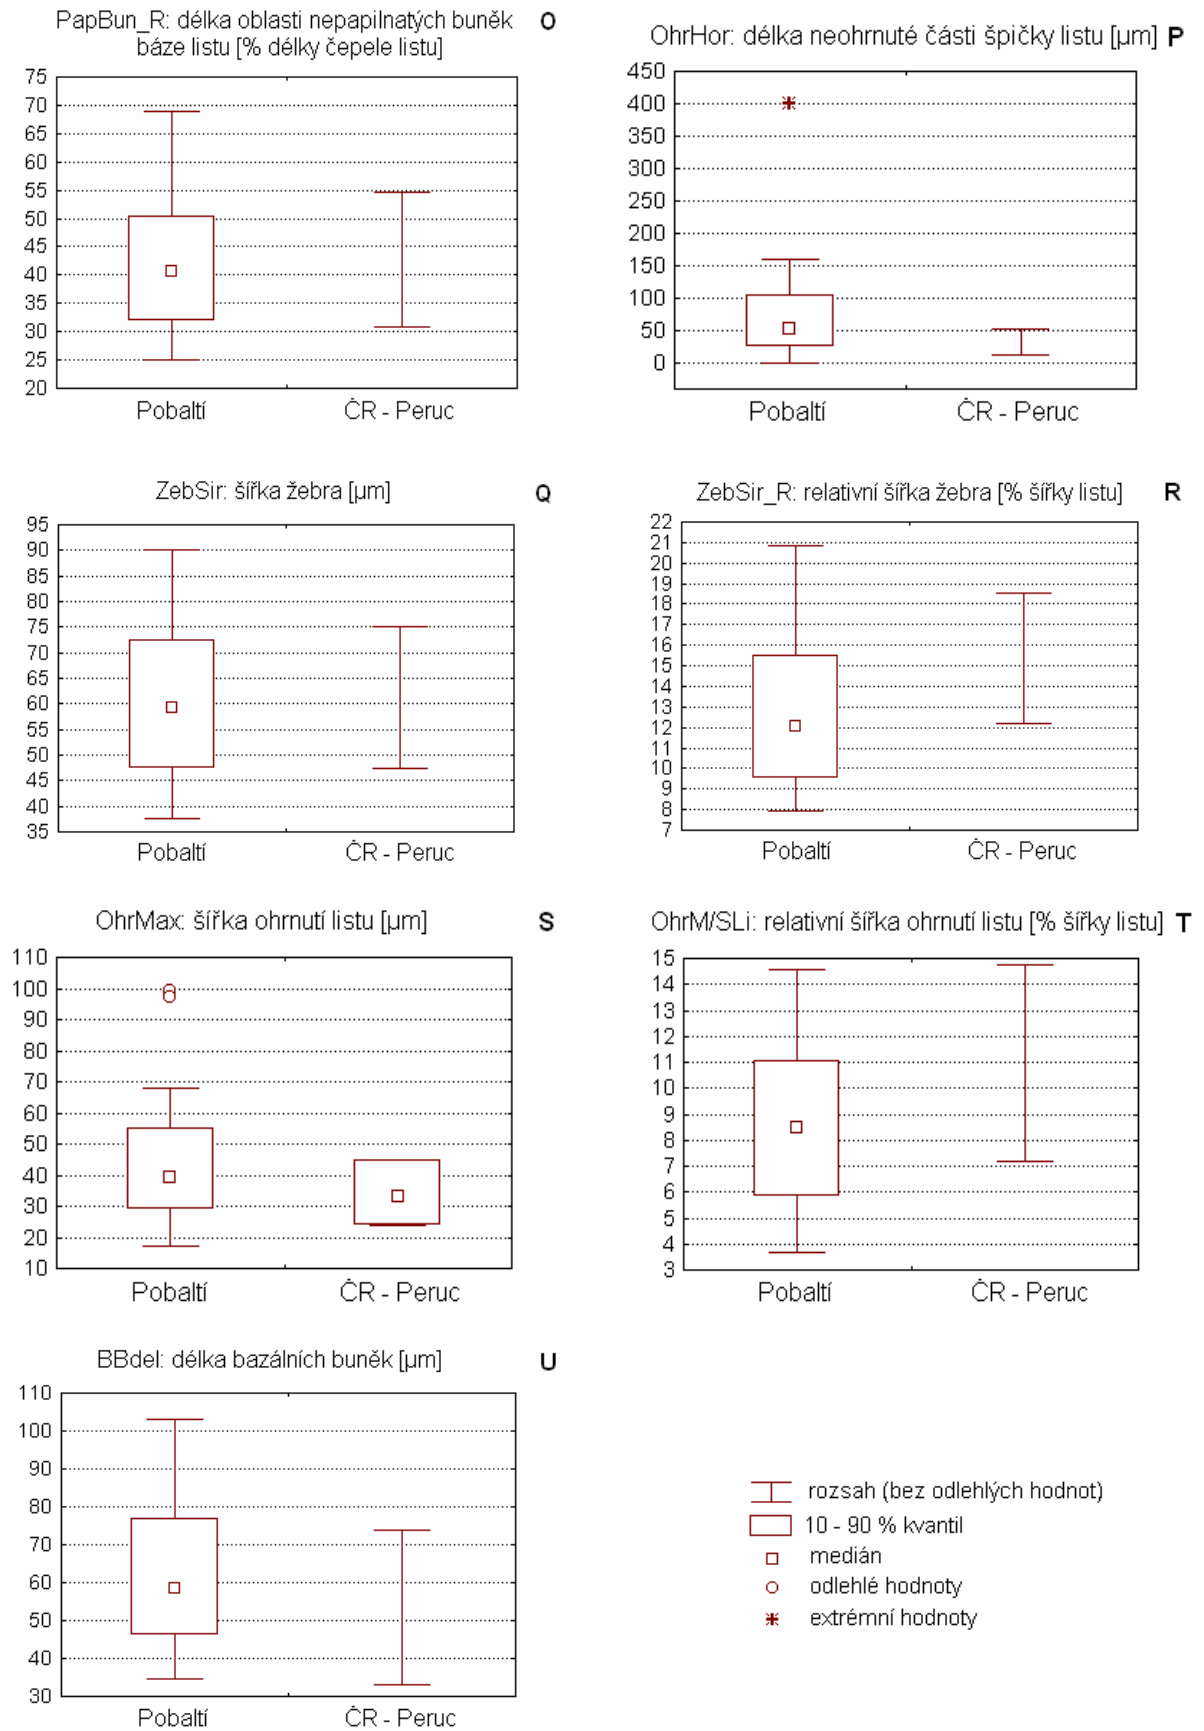 PapBun_R: délka oblasti nepapilnatých buněk
báze listu [% délky čepele listu]
O
75
70
65
60
55
50
45
40
35
30
25
20
Pobaltí
ČR - Peruc
OhrHor: délka neohrnuté části špičky listu [µm]
P
450
400
350
300
250
200
150
100
50
0
Pobaltí
ČR - Peruc
ZebSir: šířka žebra [µm]
Q
95
90
85
80
75
70
65
60
55
50
45
40
35
Pobaltí
ČR - Peruc
ZebSir_R: relativní šířka žebra [% šířky listu]
R
22
21
20
19
18
17
16
15
14
13
12
11
10
9
8
7
Pobaltí
ČR - Peruc
OhrMax: šířka ohrnutí listu [µm]
S
110
100
90
80
70
60
50
40
30
20
10
Pobaltí
ČR - Peruc
OhrM/SLi: relativní šířka ohrnutí listu [% šířky listu]
T
15
14
13
12
11
10
9
8
7
6
5
4
3
Pobaltí
ČR - Peruc
BBdel: délka bazálních buněk [µm]
U
110
100
90
80
70
60
50
40
30
Pobaltí
ČR - Peruc
rozsah (bez odlehlých hodnot)
10 - 90 % kvantil
medián
odlehlé hodnoty
extrémní hodnoty